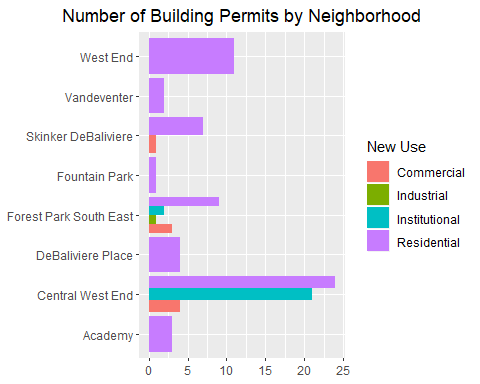 Number of Building Permits by Neighborhood
West End
Vandeventer
Skinker DeBaliviere
Fountain Park
Forest Park South East
DeBaliviere Place
Central West End
Academy
0 5 10 15 20 25
New Use
Commercial
Industrial
Institutional
Residential